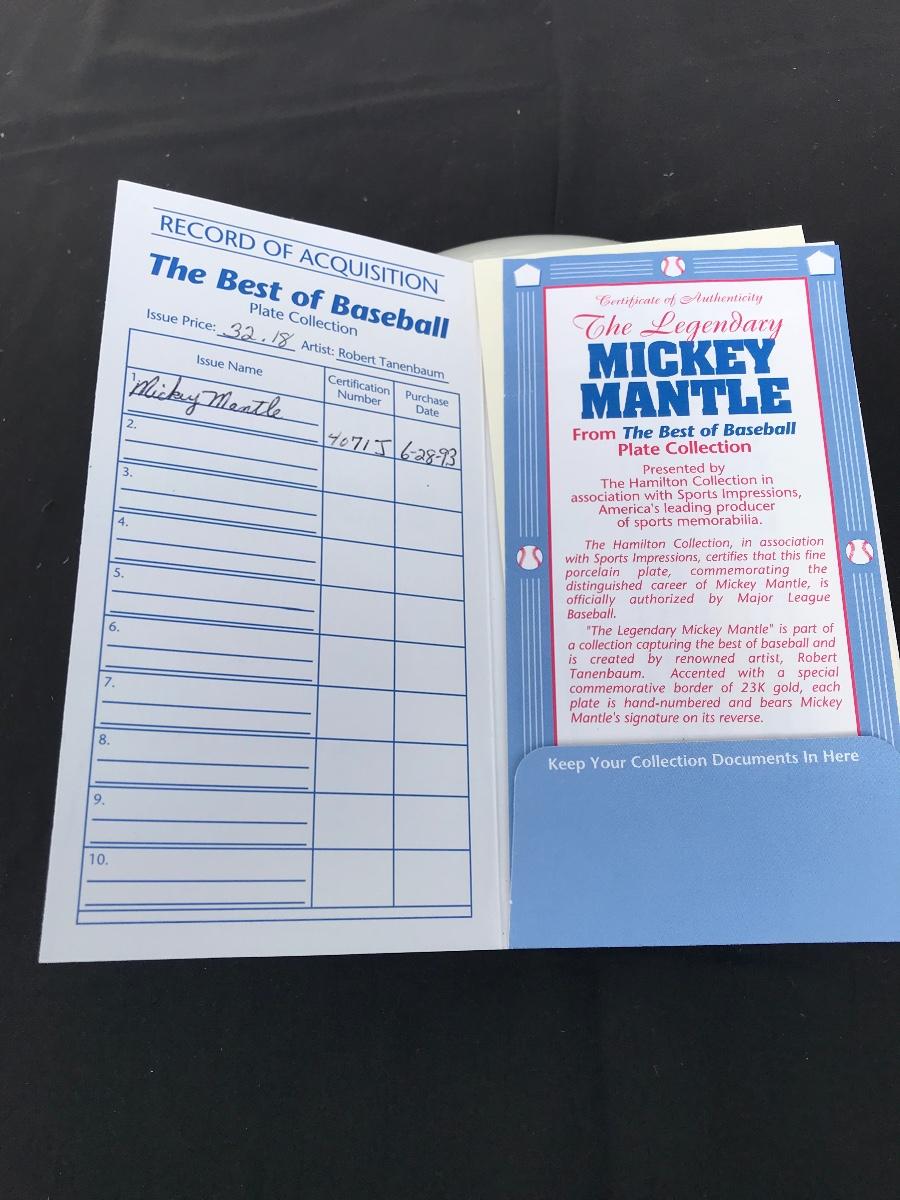 RECORD OF ACQUISITION
The Best of Baseball
Plate Collection
Issue Price: 32.18 Artist: Robert Tanenbaum
Issue Name
Certification
Number
Purchase
Date
1. Mickey Mantle
4071J 6-28-93
2.
3.
4.
5.
6.
7.
8.
9.
10.
Certificate of Authenticity
The Legendary
MICKEY
MANTLE
From The Best of Baseball
Plate Collection
Presented by
The Hamilton Collection in
association with Sports Impressions,
America's leading producer
of sports memorabilia.
The Hamilton Collection, in association
with Sports Impressions, certifies that this fine
porcelain plate, commemorating the
distinguished career of Mickey Mantle, is
officially authorized by Major League
Baseball.
"The Legendary Mickey Mantle" is part of
a collection capturing the best of baseball and
is created by renowned artist, Robert
Tanenbaum. Accented with a special
commemorative border of 23K gold, each
plate is hand-numbered and bears Mickey
Mantle's signature on its reverse.
Keep Your Collection Documents In Here